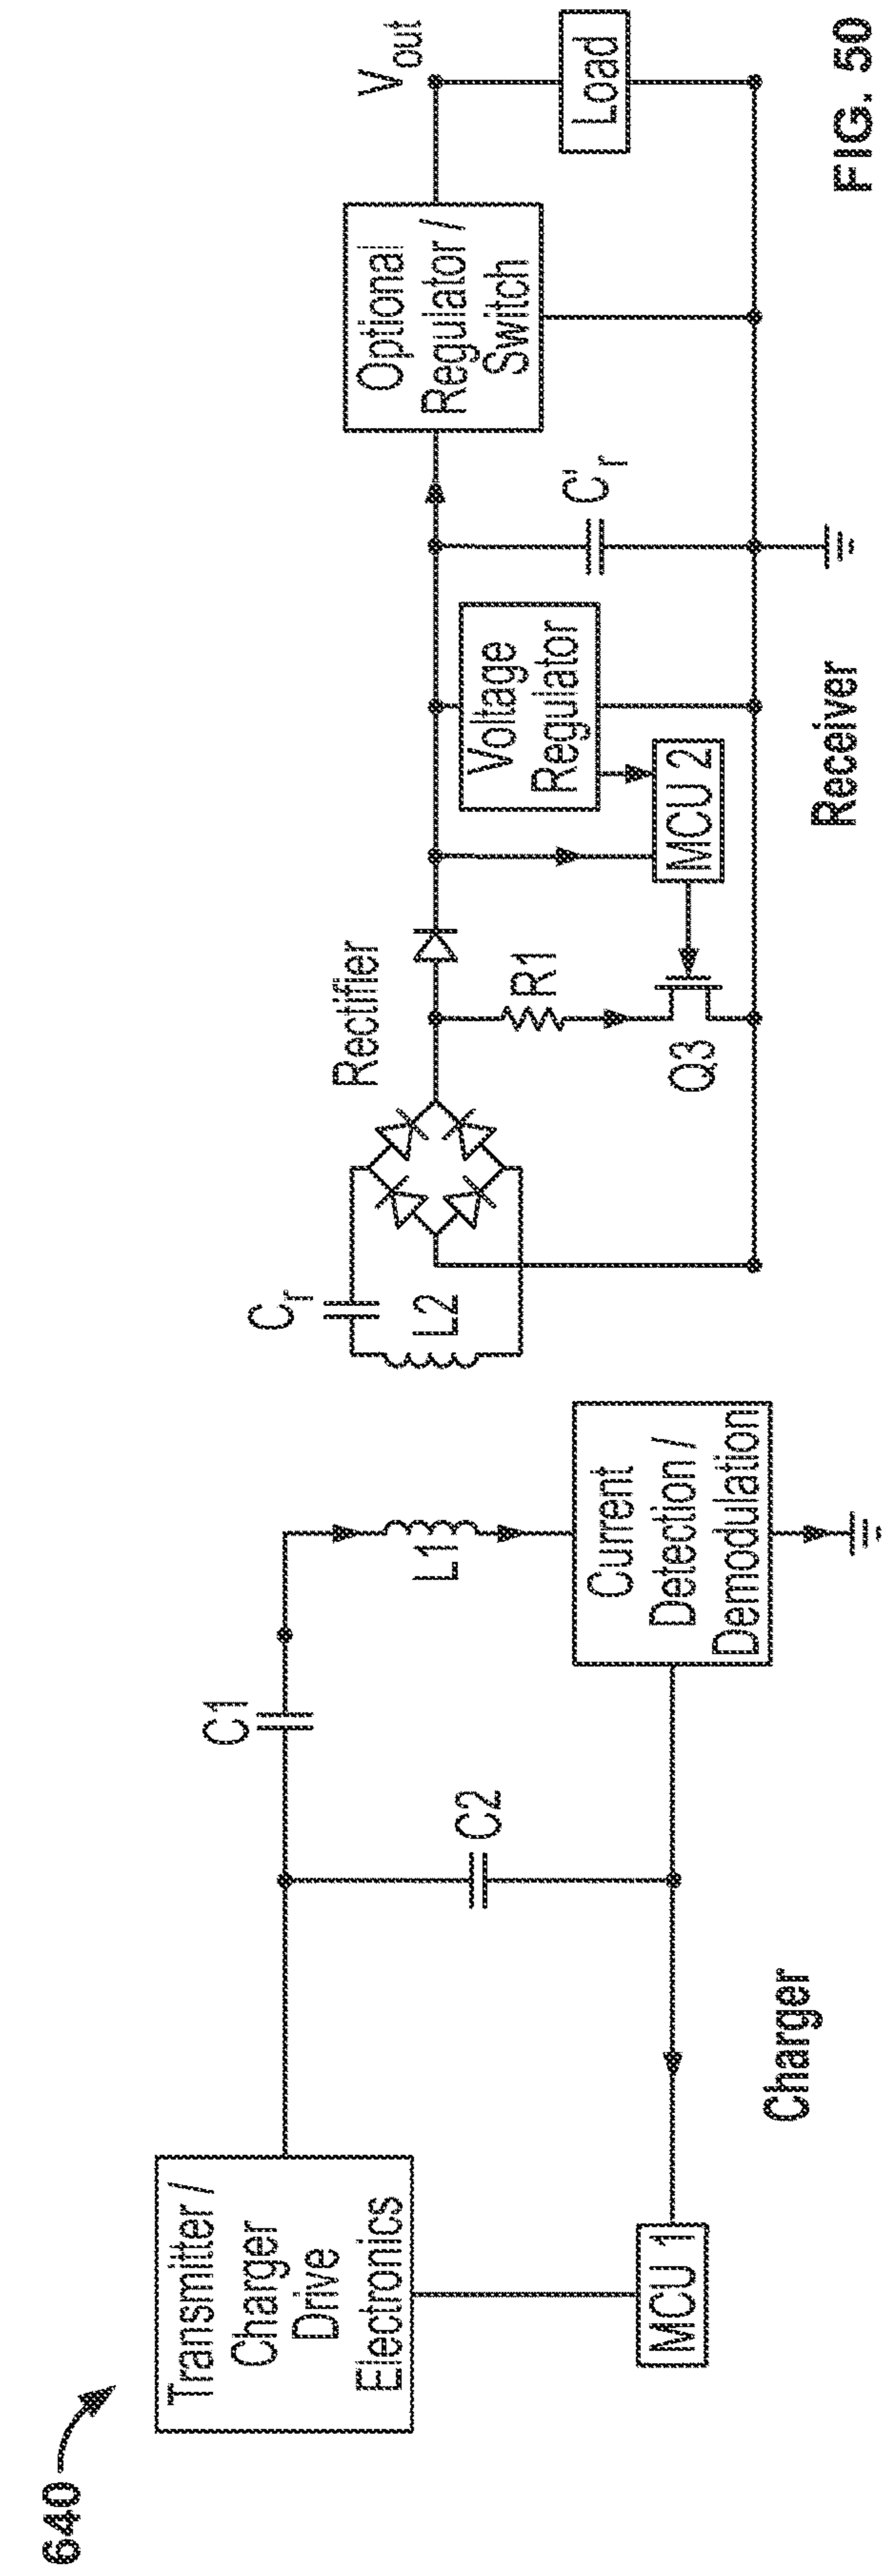 640
Transmitter /
Charger
Drive
Electronics
MCU 1
C1
C2
L1
Current
Detection /
Demodulation
Charger
Cr
L2
Rectifier
R1
Q3
MCU 2
Voltage
Regulator
C'r
Optional
Regulator /
Switch
Vout
Load
Receiver
FIG. 50